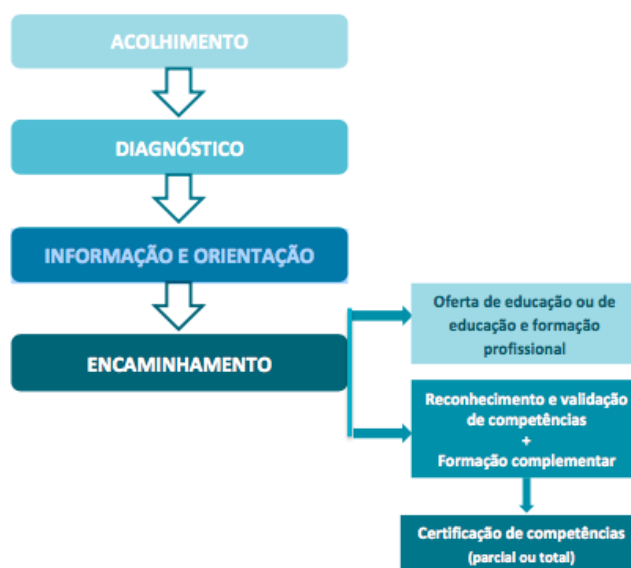 ACOLHIMENTO
DIAGNÓSTICO
INFORMAÇÃO E ORIENTAÇÃO
ENCAMINHAMENTO
Oferta de educação ou de
educação e formação
profissional
Reconhecimento e validação
de competências
+
Formação complementar
Certificação de competências
(parcial ou total)